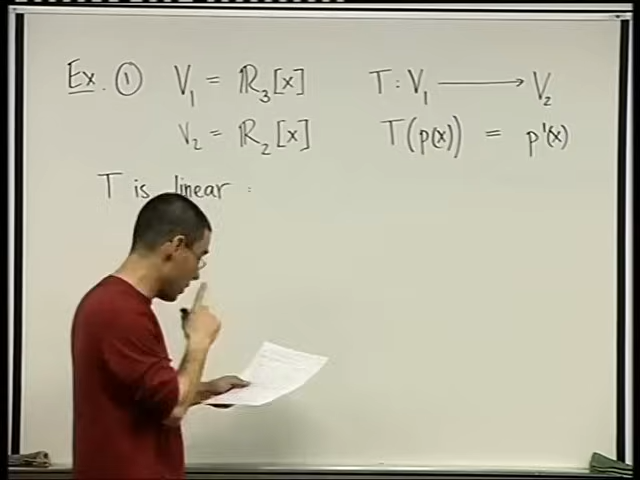 Ex. ① V₁ = ℝ₃[x] T : V₁ ⟶ V₂
V₂ = ℝ₂[x] T(p(x)) = p'(x)
T is linear :